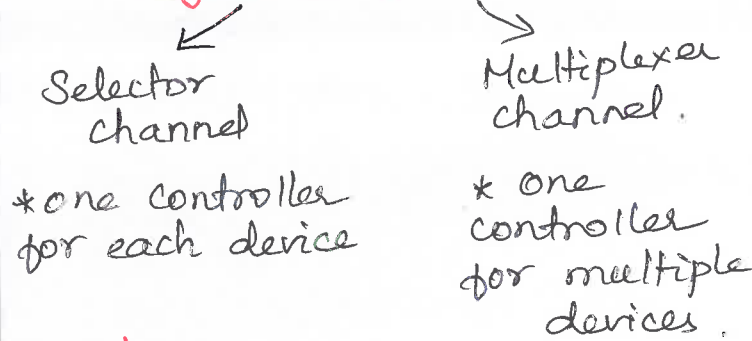 Selector
channel
*one controller
for each device
Multiplexer
channel.
* one
controller
for multiple
devices.